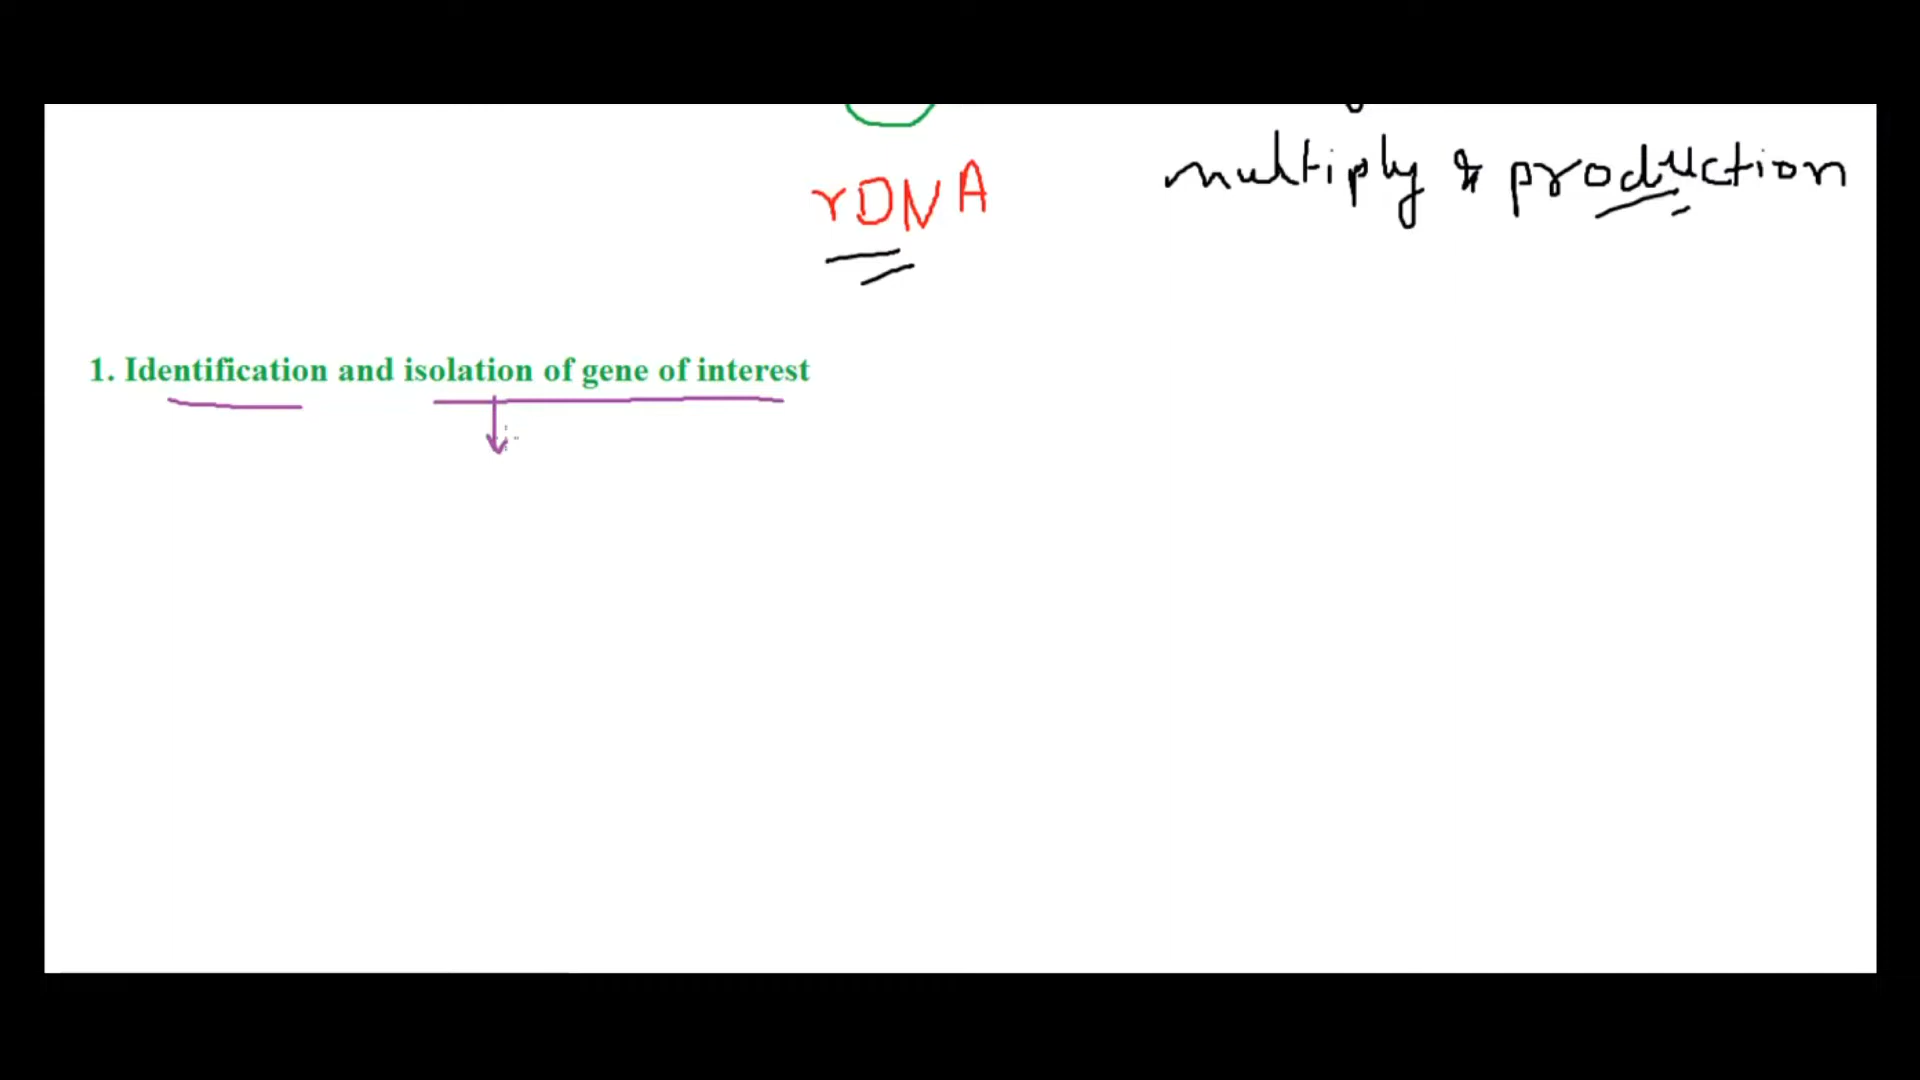 multiply & production
rDNA
1. Identification and isolation of gene of interest